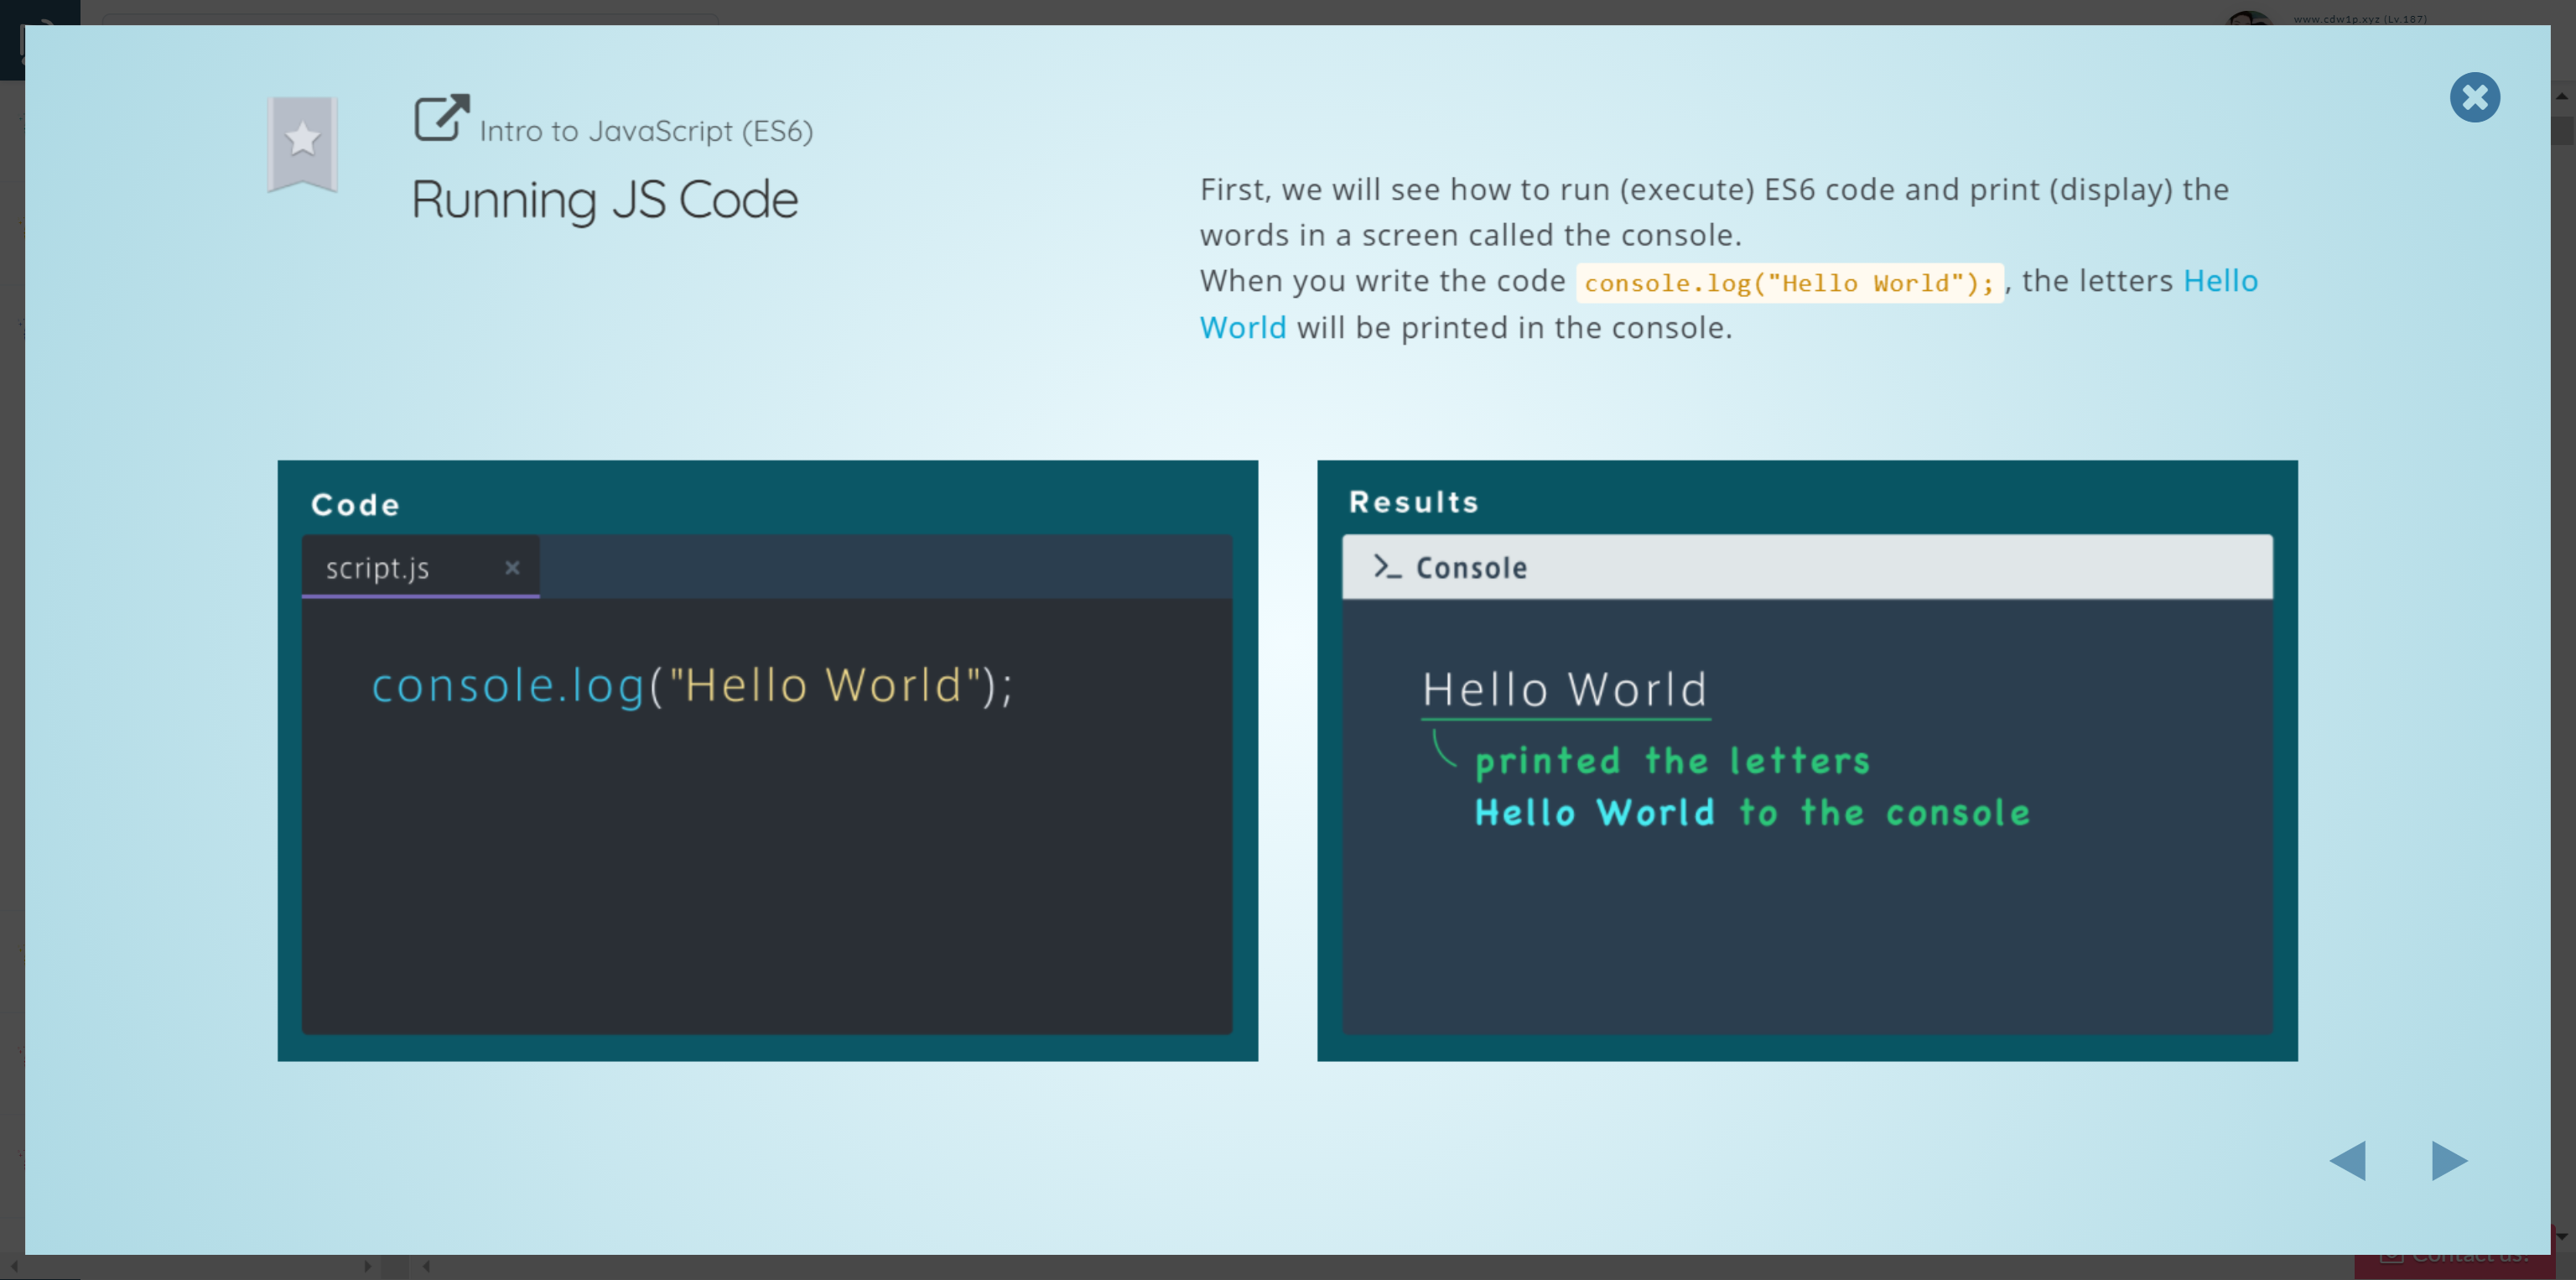 www.cdw1p.xyz (Lv.187)
Intro to JavaScript (ES6)
Running JS Code
First, we will see how to run (execute) ES6 code and print (display) the
words in a screen called the console.
When you write the code console.log("Hello World"); , the letters Hello
World will be printed in the console.
Code
script.js
console.log("Hello World");
Results
>_ Console
Hello World
printed the letters
Hello World to the console
Contact us!